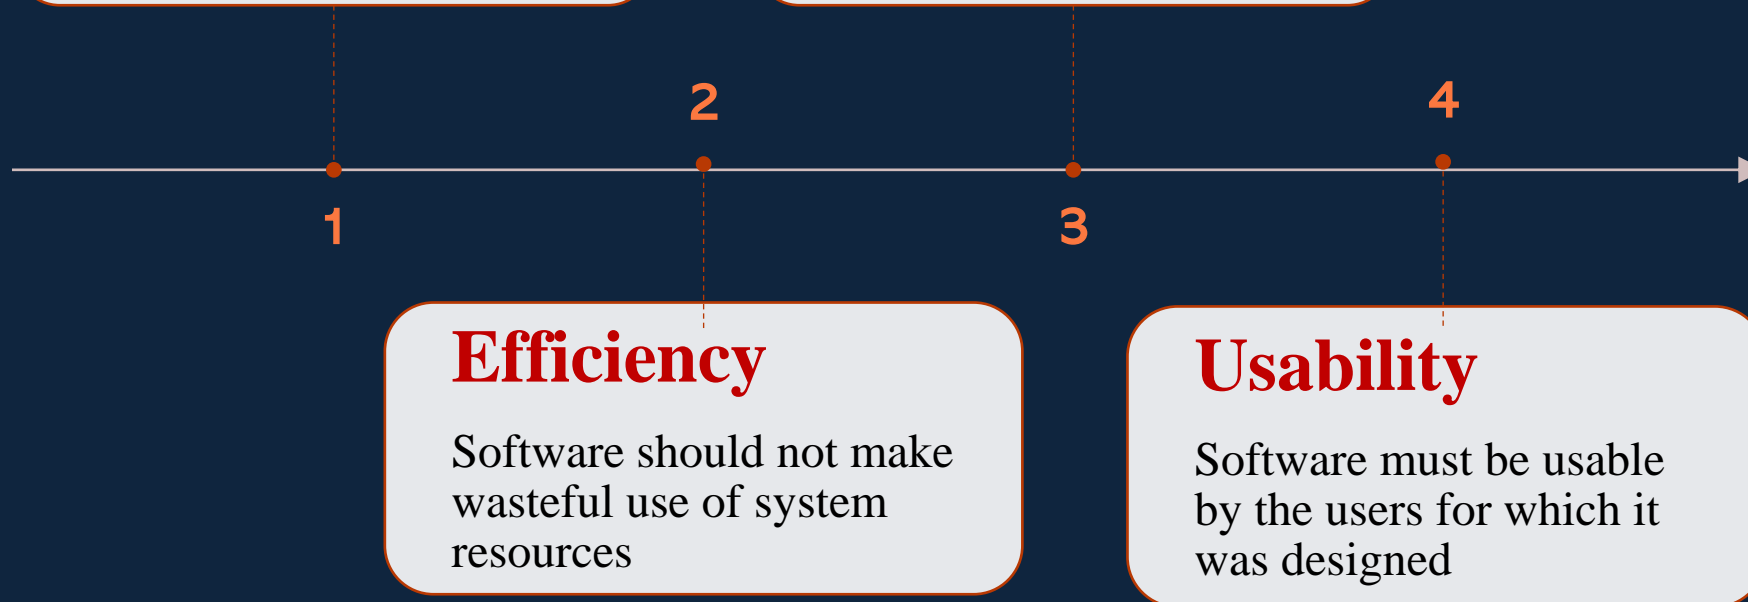 2
4
1
3
Efficiency
Software should not make
wasteful use of system
resources
Usability
Software must be usable
by the users for which it
was designed